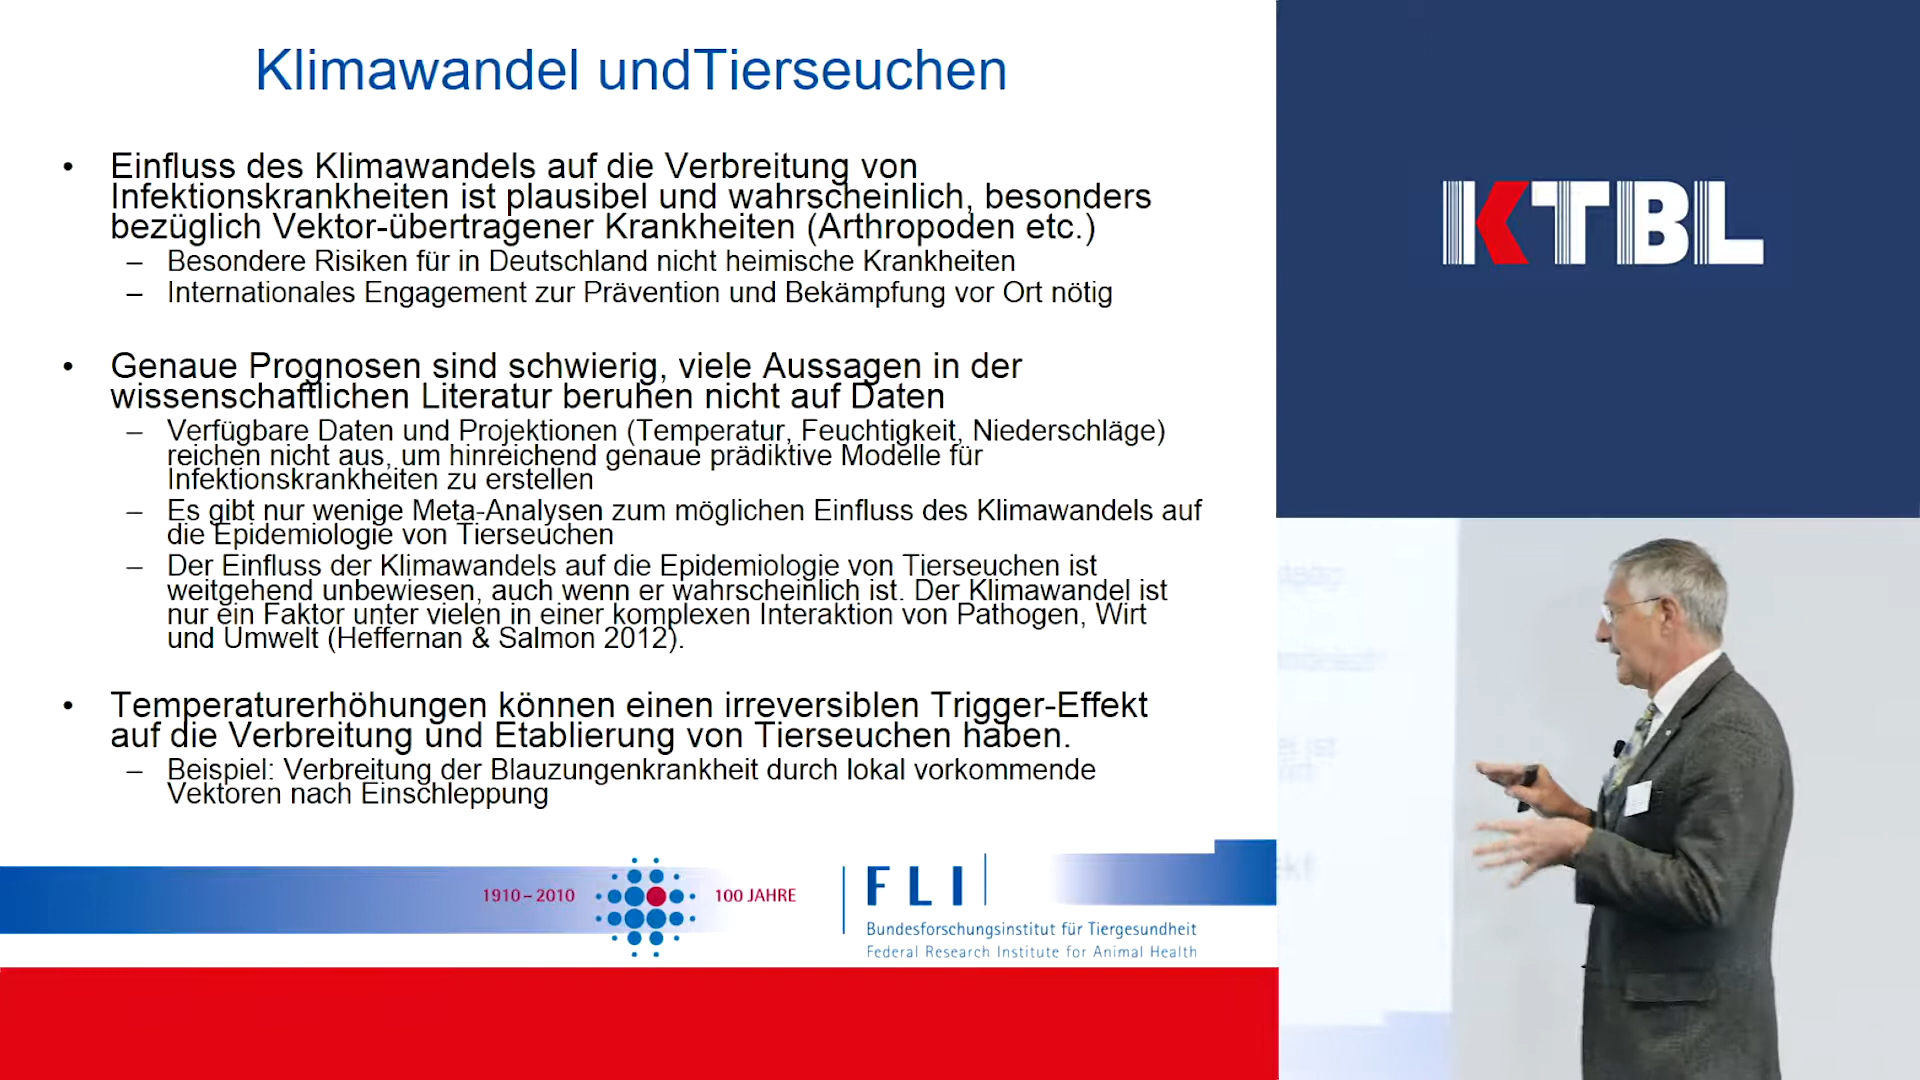 Klimawandel undTierseuchen
• Einfluss des Klimawandels auf die Verbreitung von
Infektionskrankheiten ist plausibel und wahrscheinlich, besonders
bezüglich Vektor-übertragener Krankheiten (Arthropoden etc.)
– Besondere Risiken für in Deutschland nicht heimische Krankheiten
– Internationales Engagement zur Prävention und Bekämpfung vor Ort nötig
• Genaue Prognosen sind schwierig, viele Aussagen in der
wissenschaftlichen Literatur beruhen nicht auf Daten
– Verfügbare Daten und Projektionen (Temperatur, Feuchtigkeit, Niederschläge)
reichen nicht aus, um hinreichend genaue prädiktive Modelle für
Infektionskrankheiten zu erstellen
– Es gibt nur wenige Meta-Analysen zum möglichen Einfluss des Klimawandels auf
die Epidemiologie von Tierseuchen
– Der Einfluss der Klimawandels auf die Epidemiologie von Tierseuchen ist
weitgehend unbewiesen, auch wenn er wahrscheinlich ist. Der Klimawandel ist
nur ein Faktor unter vielen in einer komplexen Interaktion von Pathogen, Wirt
und Umwelt (Heffernan & Salmon 2012).
• Temperaturerhöhungen können einen irreversiblen Trigger-Effekt
auf die Verbreitung und Etablierung von Tierseuchen haben.
– Beispiel: Verbreitung der Blauzungenkrankheit durch lokal vorkommende
Vektoren nach Einschleppung
1910 – 2010 100 JAHRE
FLI
Bundesforschungsinstitut für Tiergesundheit
Federal Research Institute for Animal Health
KTBL